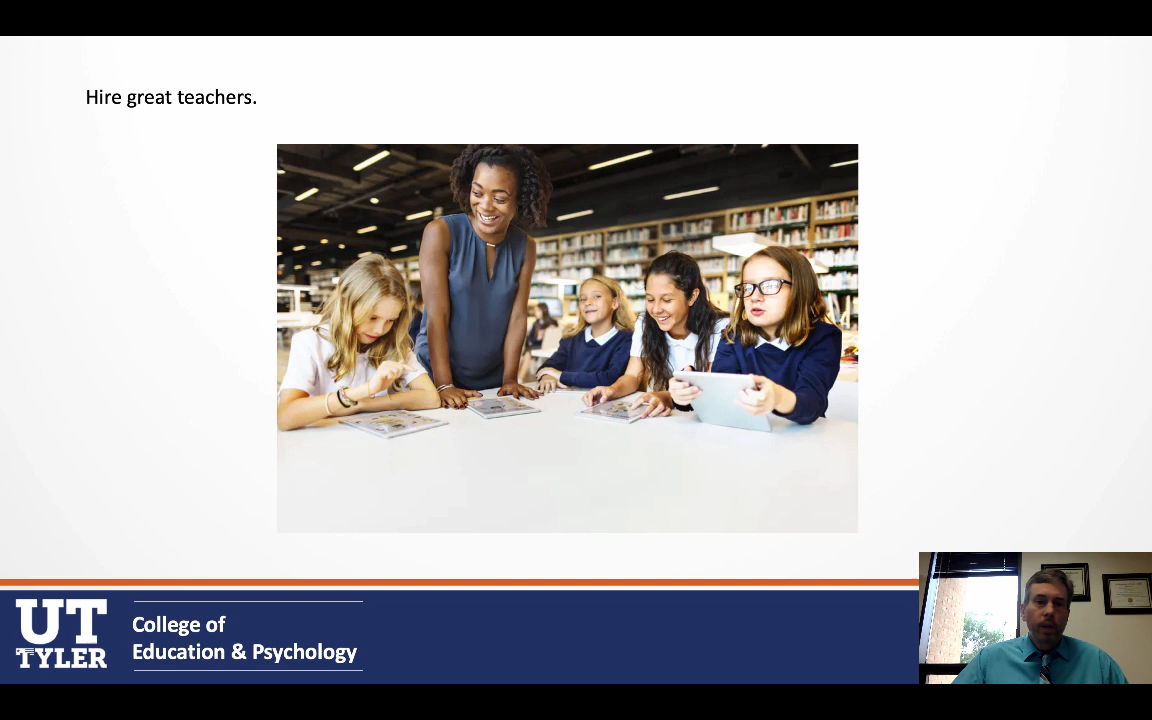 Hire great teachers.
UT
TYLER
College of
Education & Psychology